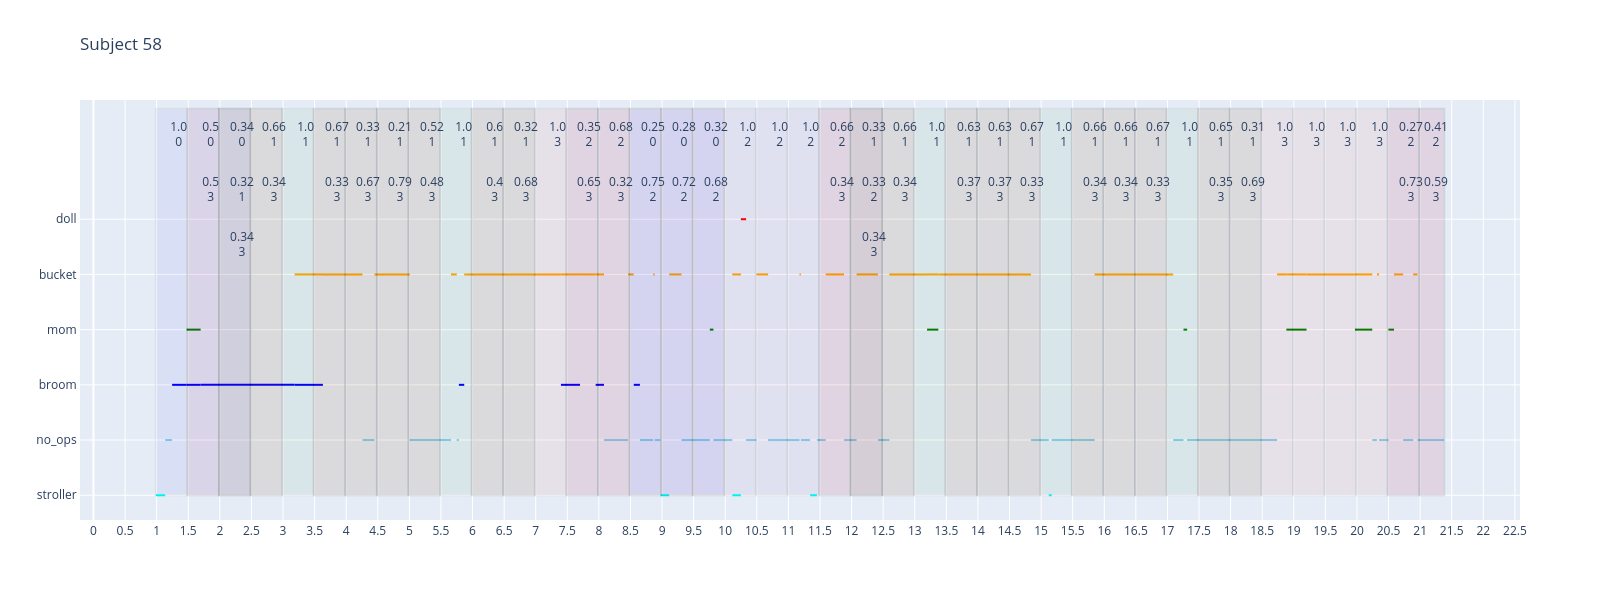 Subject 58
1.0 0.5 0.34 0.66 1.0 0.67 0.33 0.21 0.52 1.0 0.6 0.32 1.0 0.35 0.68 0.25 0.28 0.32 1.0 1.0 1.0 0.66 0.33 0.66 1.0 0.63 0.63 0.67 1.0 0.66 0.66 0.67 1.0 0.65 0.31 1.0 1.0 1.0 1.0 0.27 0.41
0 0 0 1 1 1 1 1 1 1 1 1 3 2 2 0 0 0 2 2 2 2 1 1 1 1 1 1 1 1 1 1 1 1 1 3 3 3 3 2 2
0.5 0.32 0.34 0.33 0.67 0.79 0.48 0.4 0.68 0.65 0.32 0.75 0.72 0.68 0.34 0.33 0.34 0.37 0.37 0.33 0.34 0.34 0.33 0.35 0.69 0.73 0.59
3 1 3 3 3 3 3 3 3 3 3 2 2 2 3 2 3 3 3 3 3 3 3 3 3 3 3
doll
0.34 0.34
3 3
bucket
mom
broom
no_ops
stroller
0 0.5 1 1.5 2 2.5 3 3.5 4 4.5 5 5.5 6 6.5 7 7.5 8 8.5 9 9.5 10 10.5 11 11.5 12 12.5 13 13.5 14 14.5 15 15.5 16 16.5 17 17.5 18 18.5 19 19.5 20 20.5 21 21.5 22 22.5